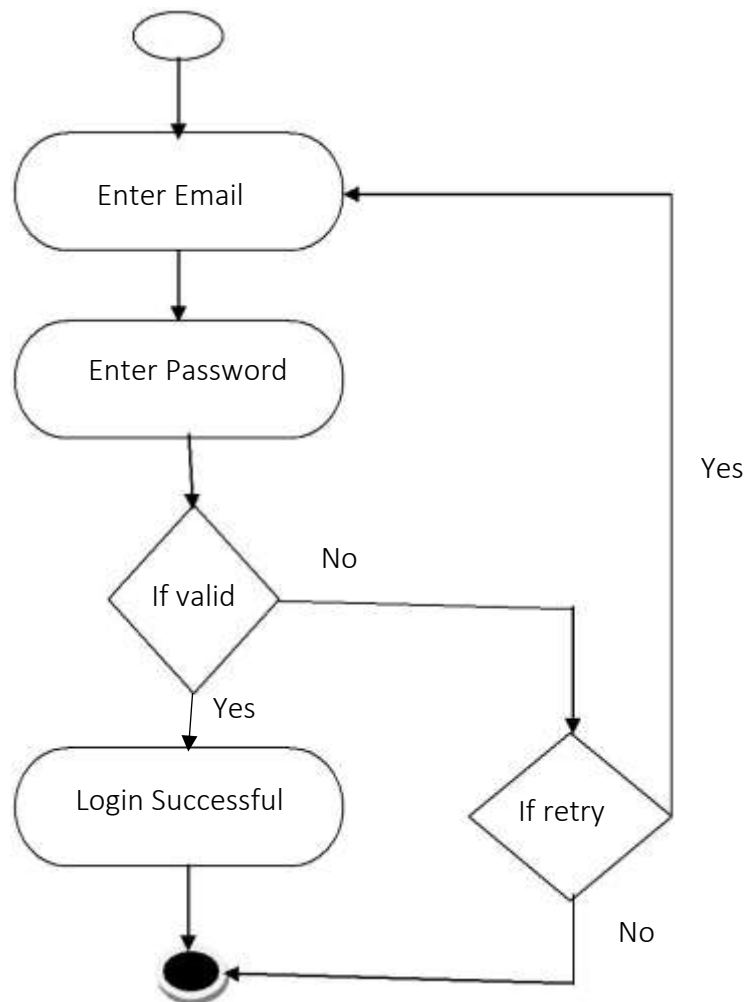 Enter Email
Enter Password
Yes
No
If valid
Yes
Login Successful
If retry
No